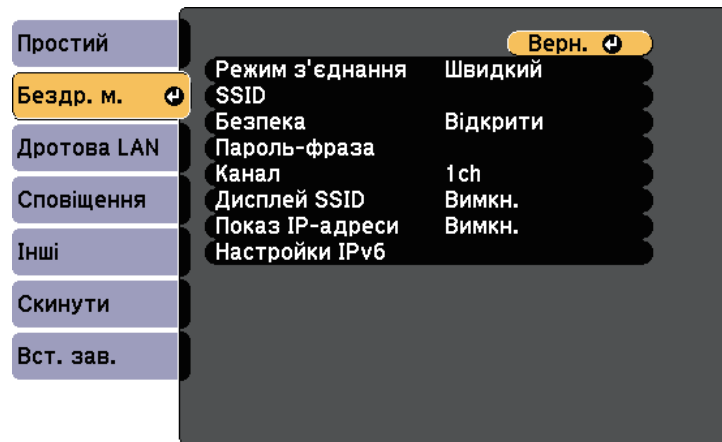 Простий
Бездр. м.
Дротова LAN
Сповіщення
Інші
Скинути
Вст. зав.
Верн.
Режим з'єднання Швидкий
SSID
Безпека Відкрити
Пароль-фраза
Канал 1ch
Дисплей SSID Вимкн.
Показ IP-адреси Вимкн.
Настройки IPv6